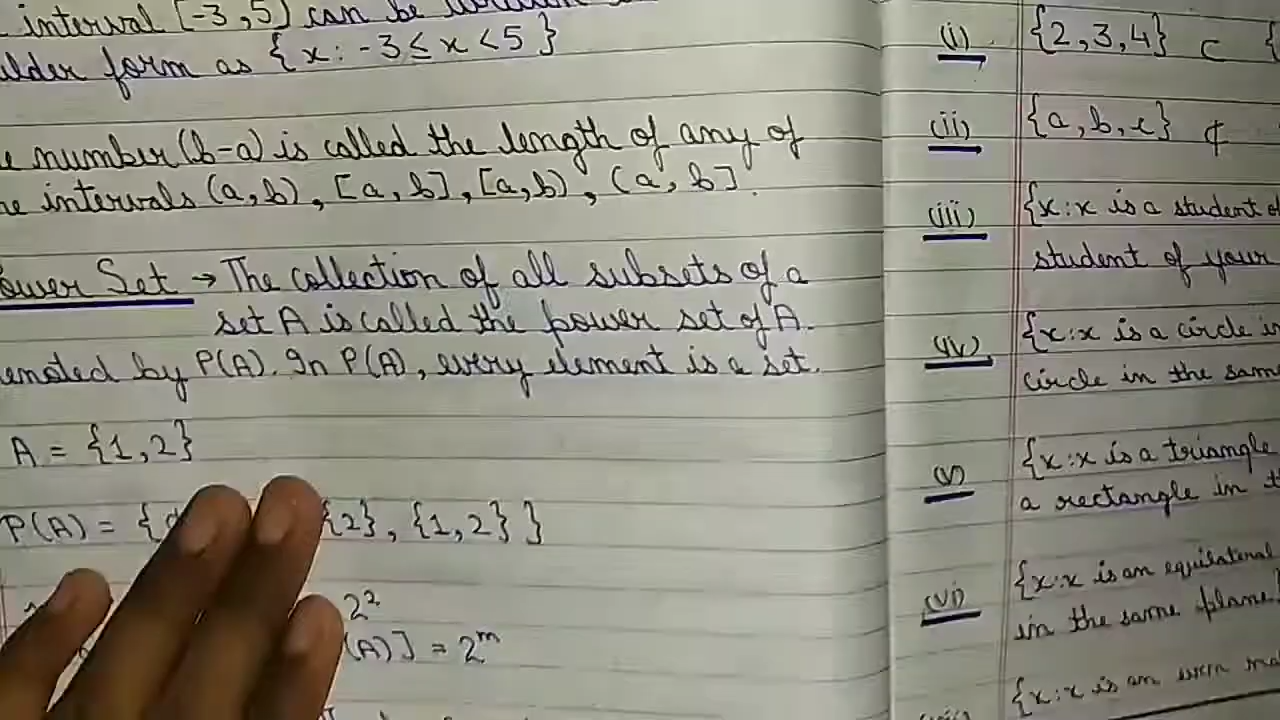 interval [-3,5) can be
form as {x: -3 ≤ x < 5}
number (b-a) is called the length of any of
intervals (a,b), [a,b], [a,b), (a,b].
Set → The collection of all subsets of a
set A is called the power set of A.
by P(A). In P(A), every element is a set.
A = {1,2}
P(A) = { {2}, {1,2} }
2²
(A)] = 2ᵐ
(i) {2,3,4} ⊂ {
(ii) {a,b,c} ⊄
(iii) {x:x is a student of
student of your
(iv) {x:x is a circle in
circle in the same
(v) {x:x is a triangle
a rectangle in
(vi) {x:x is an equilateral
in the same plane}
{x:x is an